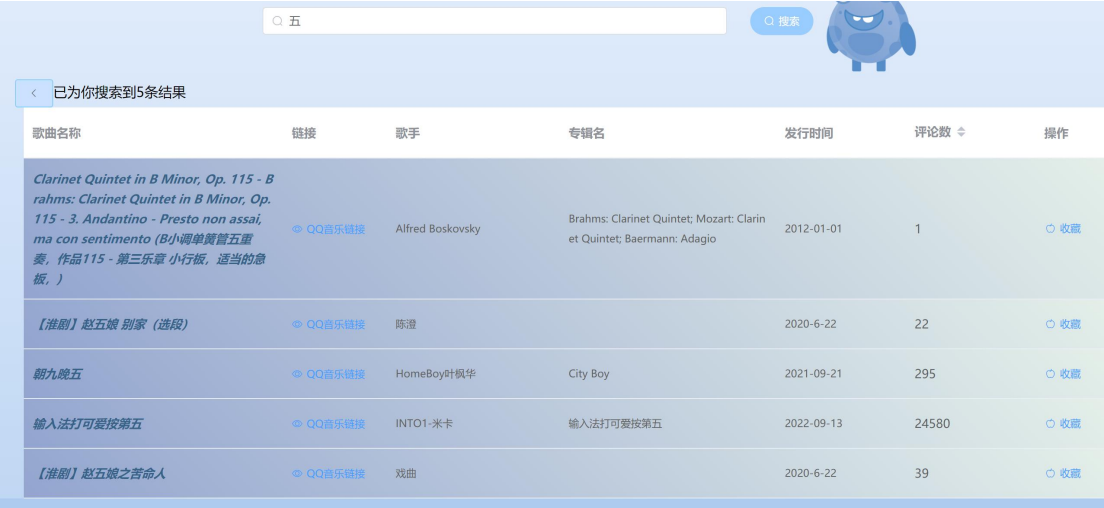 五
搜索
已为你搜索到5条结果
歌曲名称 链接 歌手 专辑名 发行时间 评论数 操作
Clarinet Quintet in B Minor, Op. 115 - B
rahms: Clarinet Quintet in B Minor, Op.
115 - 3. Andantino - Presto non assai,
ma con sentimento (B小调单簧管五重
奏，作品115 - 第三乐章 小行板，适当的急
板，)
QQ音乐链接
Alfred Boskovsky
Brahms: Clarinet Quintet; Mozart: Clarin
et Quintet; Baermann: Adagio
2012-01-01
1
收藏
【淮剧】赵五娘 别家（选段） QQ音乐链接 陈澄 2020-6-22 22 收藏
朝九晚五 QQ音乐链接 HomeBoy叶枫华 City Boy 2021-09-21 295 收藏
输入法打可爱按第五 QQ音乐链接 INTO1-米卡 输入法打可爱按第五 2022-09-13 24580 收藏
【淮剧】赵五娘之苦命人 QQ音乐链接 戏曲 2020-6-22 39 收藏